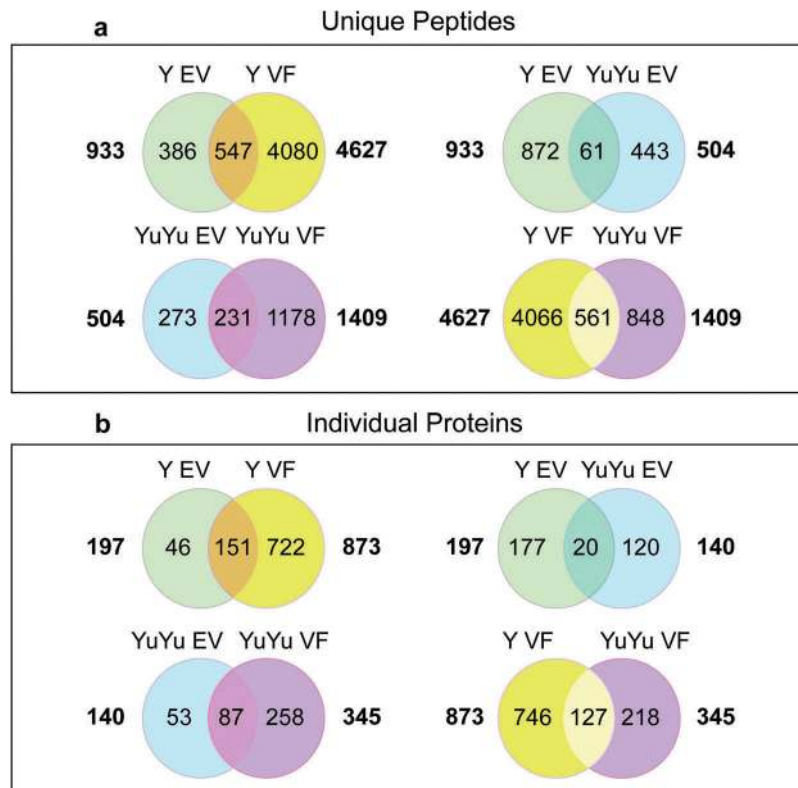 a Unique Peptides
Y EV Y VF Y EV YuYu EV
933 386 547 4080 4627 933 872 61 443 504
YuYu EV YuYu VF Y VF YuYu VF
504 273 231 1178 1409 4627 4066 561 848 1409
b Individual Proteins
Y EV Y VF Y EV YuYu EV
197 46 151 722 873 197 177 20 120 140
YuYu EV YuYu VF Y VF YuYu VF
140 53 87 258 345 873 746 127 218 345